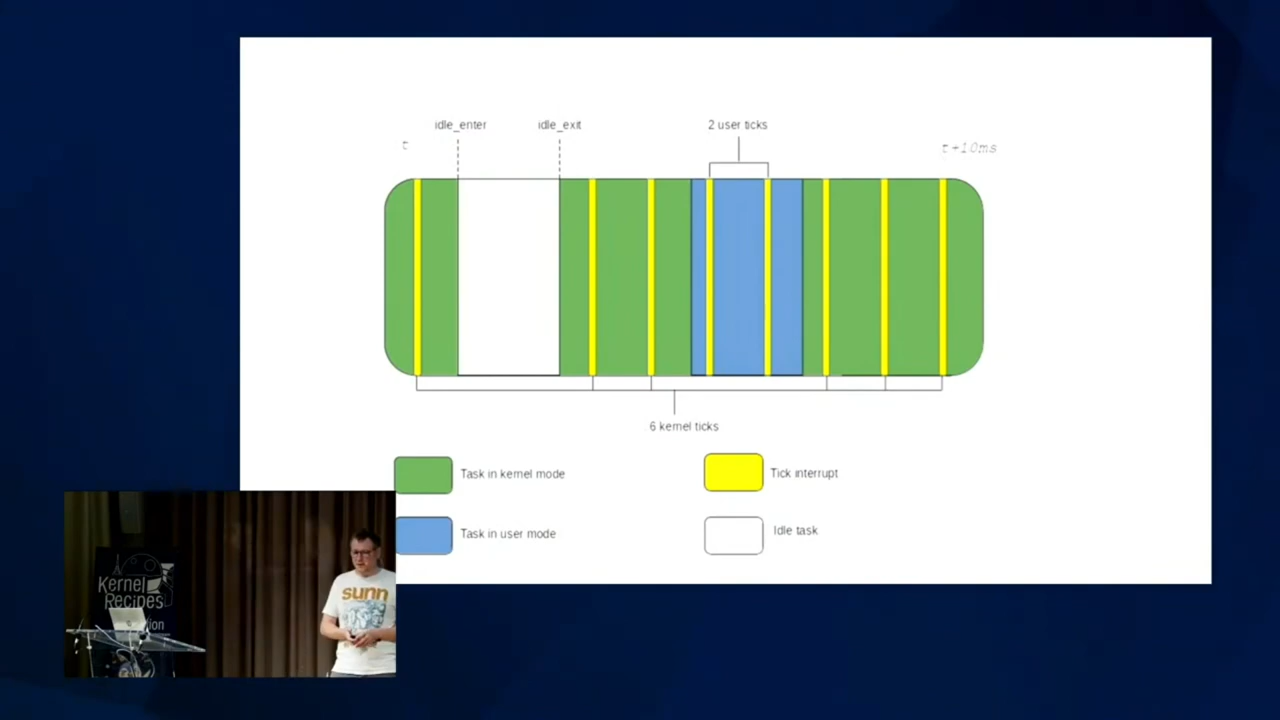 idle_enter
idle_exit
2 user ticks
t
t+10ms
6 kernel ticks
Task in kernel mode
Tick interrupt
Task in user mode
Idle task
Kernel
Recipes
sunn